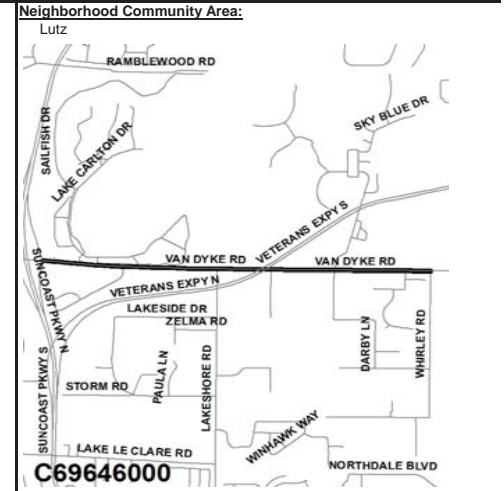 Neighborhood Community Area:
Lutz
RAMBLEWOOD RD
SKY BLUE DR
SAILFISH DR
LAKE CARLTON DR
VETERANS EXPY S
VAN DYKE RD
VAN DYKE RD
SUNCOAST PKWY N
VETERANS EXPY N
LAKESIDE DR
ZELMA RD
DARBY LN
WHIRLEY RD
SUNCOAST PKWY S
PAULA LN
LAKESHORE RD
STORM RD
WINHAWK WAY
LAKE LE CLARE RD
NORTHDALE BLVD
C69646000